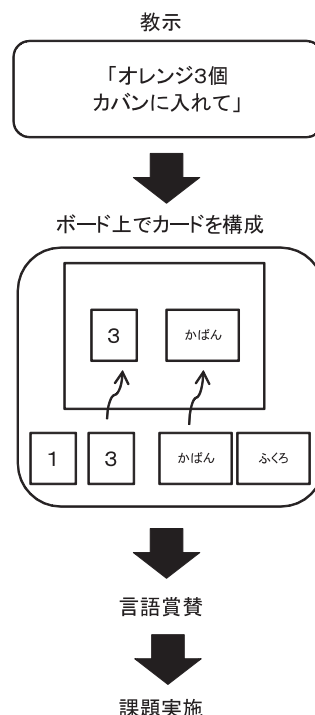 教示
「オレンジ3個
カバンに入れて」
ボード上でカードを構成
3 かばん
1 3 かばん ふくろ
言語賞賛
課題実施